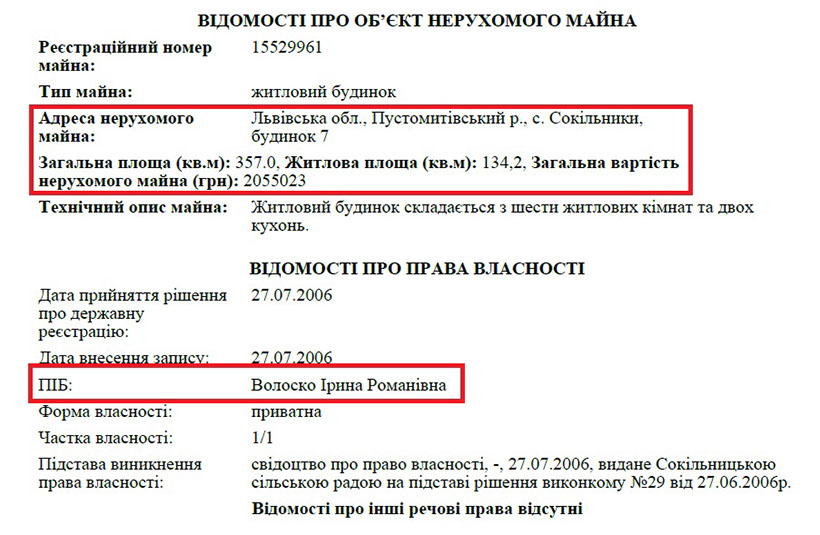 ВІДОМОСТІ ПРО ОБ’ЄКТ НЕРУХОМОГО МАЙНА
Реєстраційний номер майна: 15529961
Тип майна: житловий будинок
Адреса нерухомого майна: Львівська обл., Пустомитівський р., с. Сокільники, будинок 7
Загальна площа (кв.м): 357.0, Житлова площа (кв.м): 134,2, Загальна вартість
нерухомого майна (грн): 2055023
Технічний опис майна: Житловий будинок складається з шести житлових кімнат та двох кухонь.
ВІДОМОСТІ ПРО ПРАВА ВЛАСНОСТІ
Дата прийняття рішення про державну реєстрацію: 27.07.2006
Дата внесення запису: 27.07.2006
ПІБ: Волоско Ірина Романівна
Форма власності: приватна
Частка власності: 1/1
Підстава виникнення права власності: свідоцтво про право власності, -, 27.07.2006, видане Сокільницькою сільською радою на підставі рішення виконкому №29 від 27.06.2006р.
Відомості про інші речові права відсутні